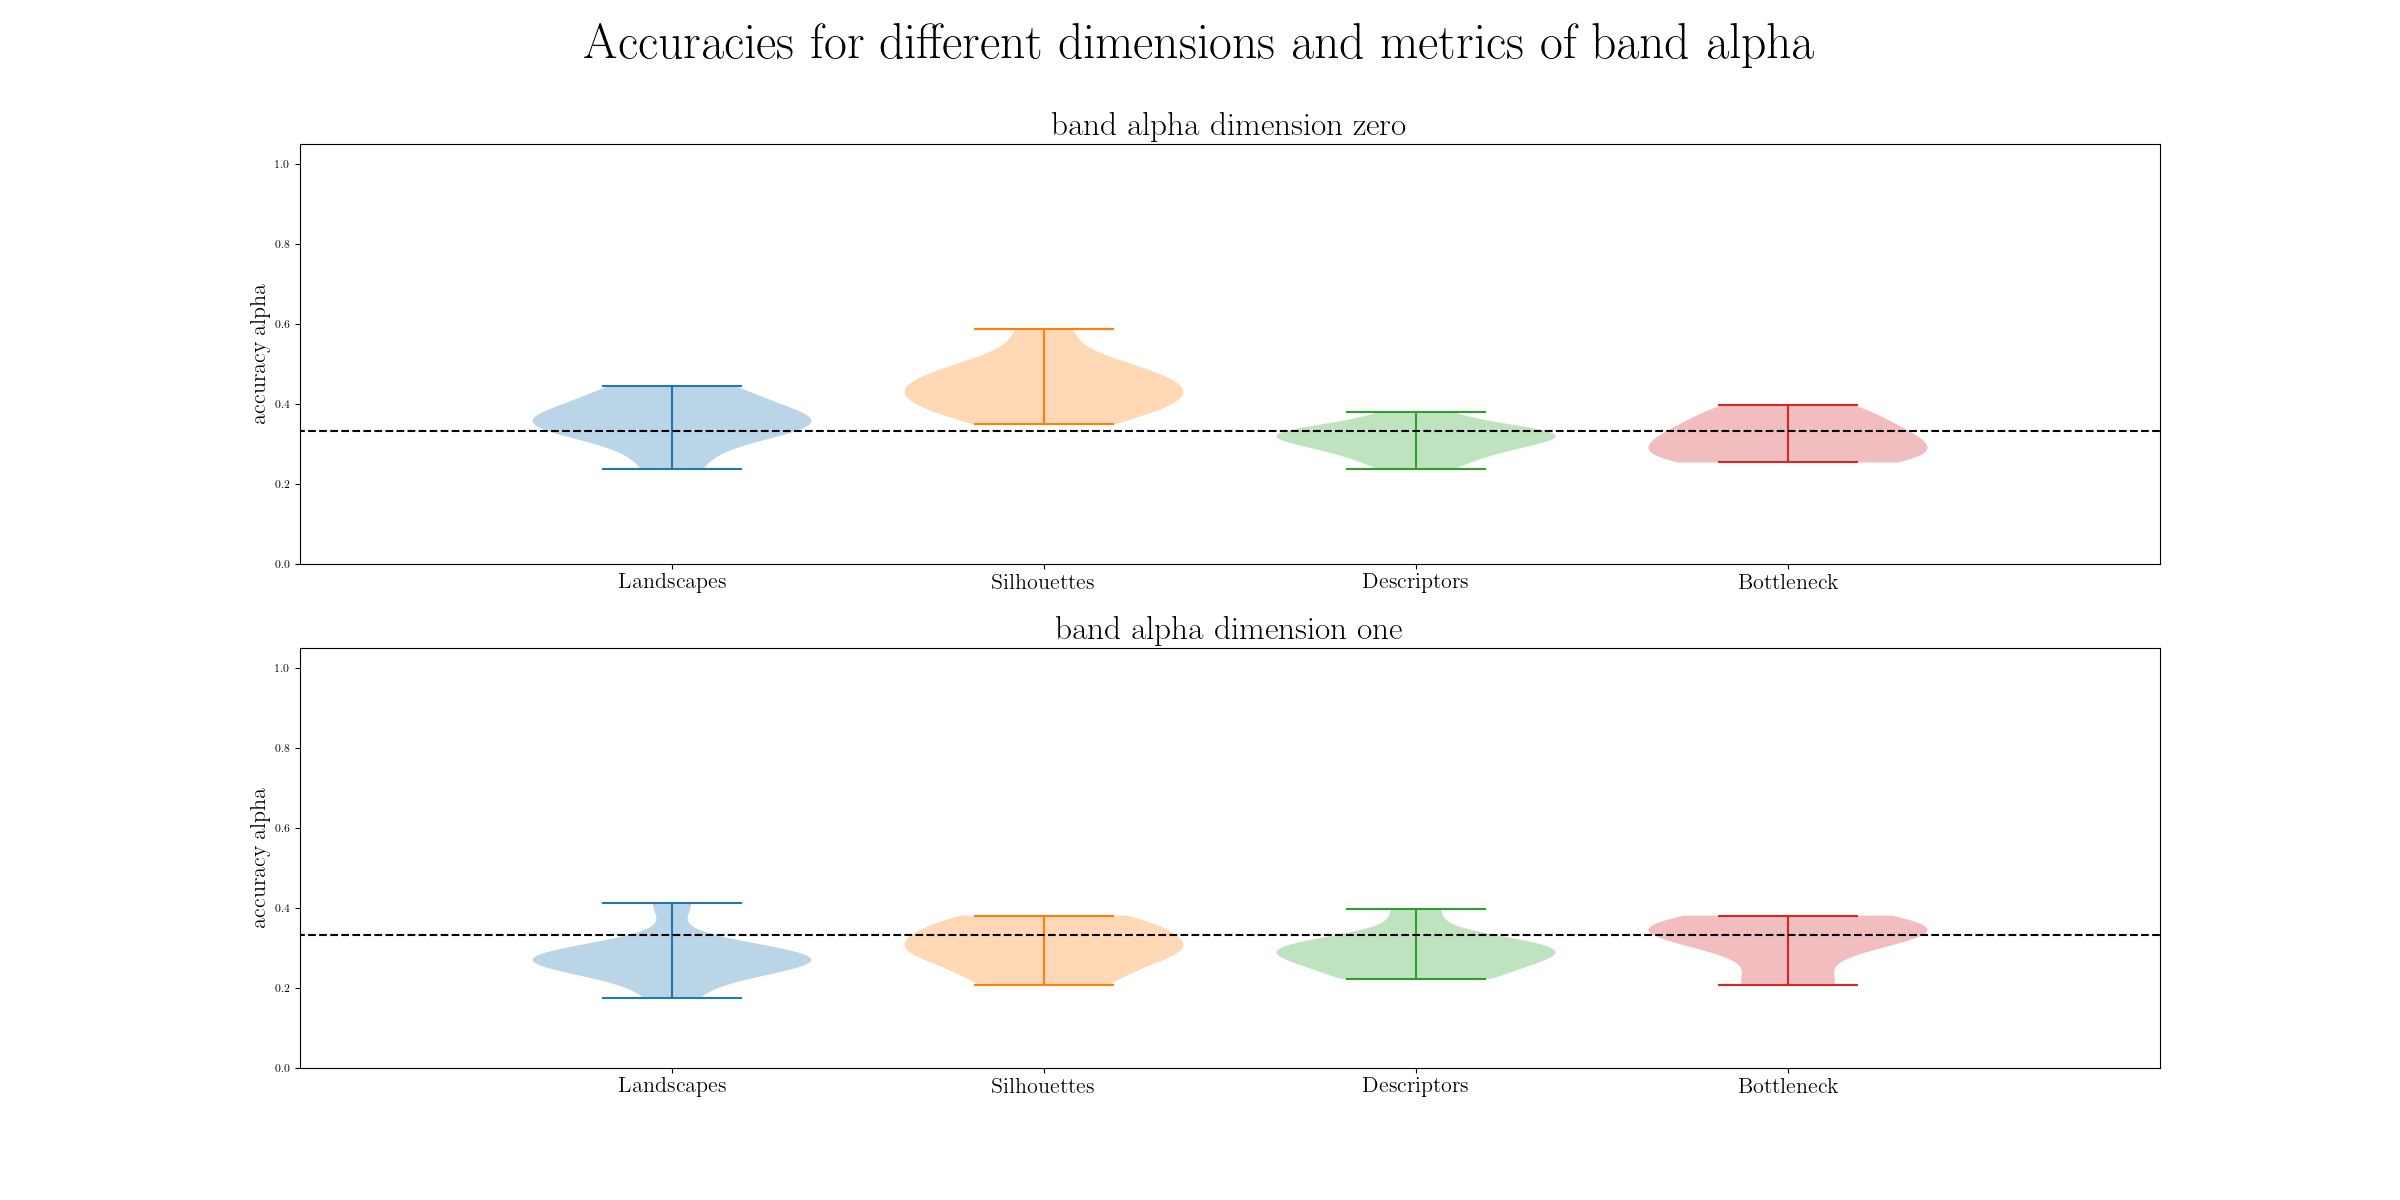 Accuracies for different dimensions and metrics of band alpha
band alpha dimension zero
accuracy alpha
1.0
0.8
0.6
0.4
0.2
0.0
Landscapes Silhouettes Descriptors Bottleneck
band alpha dimension one
accuracy alpha
1.0
0.8
0.6
0.4
0.2
0.0
Landscapes Silhouettes Descriptors Bottleneck